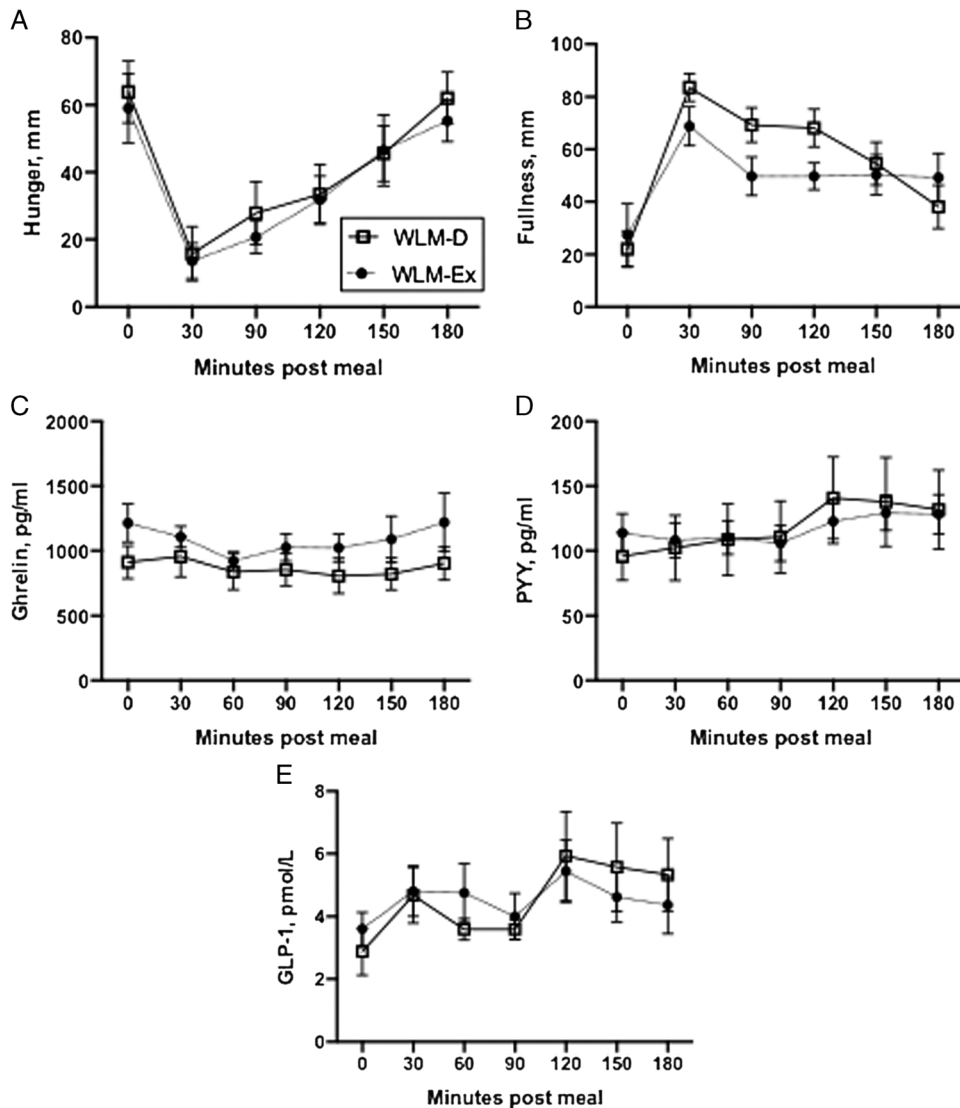 A
Hunger, mm
80
60
40
20
0
0 30 90 120 150 180
Minutes post meal
WLM-D
WLM-Ex
B
Fullness, mm
100
80
60
40
20
0
0 30 90 120 150 180
Minutes post meal
C
Ghrelin, pg/ml
2000
1500
1000
500
0
0 30 60 90 120 150 180
Minutes post meal
D
PYY, pg/ml
200
150
100
50
0
0 30 60 90 120 150 180
Minutes post meal
E
GLP-1, pmol/L
8
6
4
2
0
0 30 60 90 120 150 180
Minutes post meal